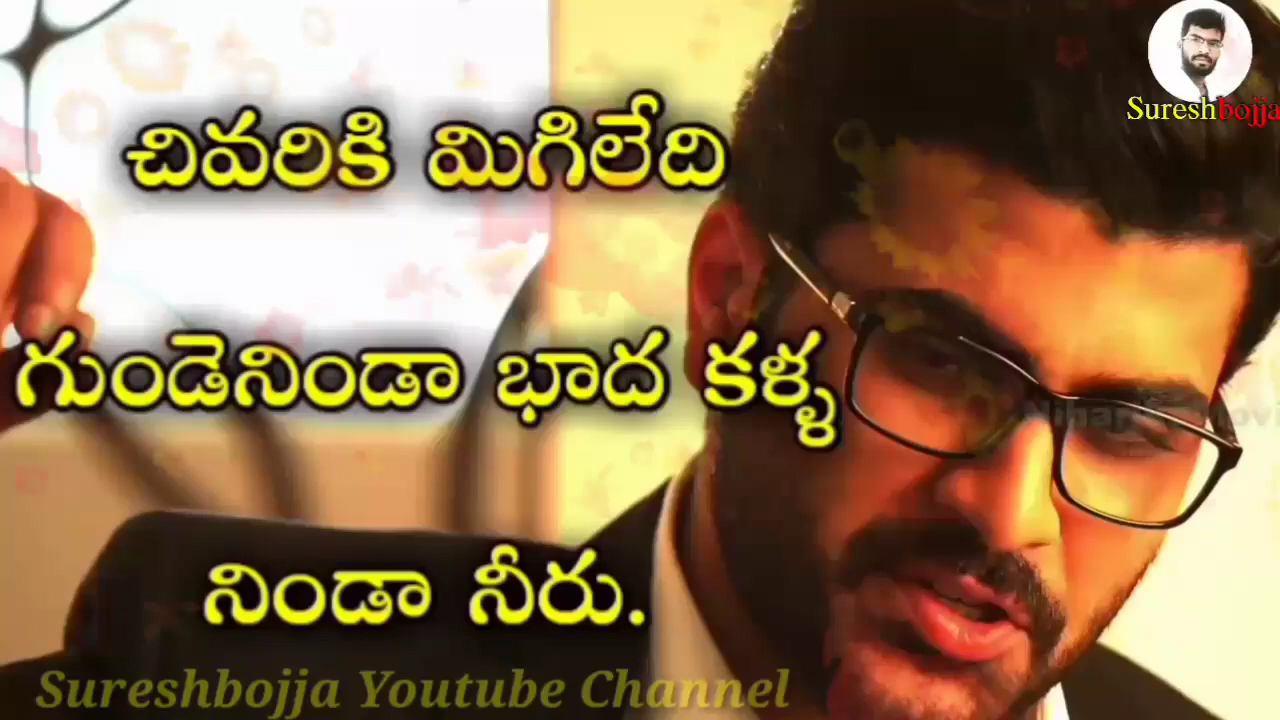 Sureshbojja
చివరికి మిగిలేది
గుండెనిండా భాద కళ్ళ
నిండా నీరు.
Sureshbojja Youtube Channel